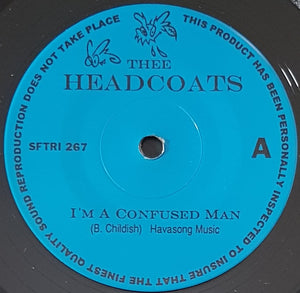 THIS PRODUCT HAS BEEN PERSONALLY INSPECTED TO INSURE THAT THE FINEST QUALITY SOUND REPRODUCTION DOES NOT TAKE PLACE
THEE
HEADCOATS
SFTRI 267
A
I'M A CONFUSED MAN
(B. Childish) Havasong Music